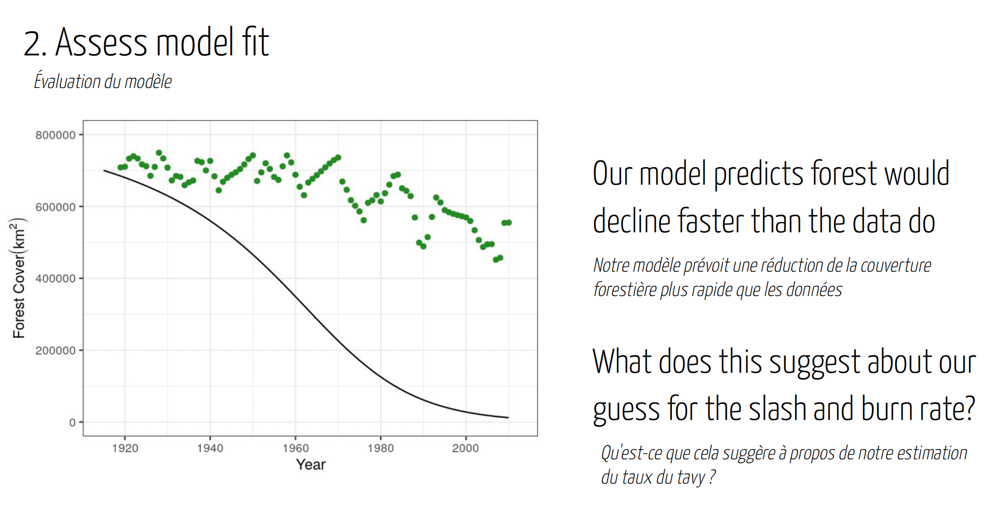 2. Assess model fit
Évaluation du modèle
800000
600000
400000
200000
0
Forest Cover(km²)
1920 1940 1960 1980 2000
Year
Our model predicts forest would
decline faster than the data do
Notre modèle prévoit une réduction de la couverture
forestière plus rapide que les données
What does this suggest about our
guess for the slash and burn rate?
Qu'est-ce que cela suggère à propos de notre estimation
du taux du tavy ?